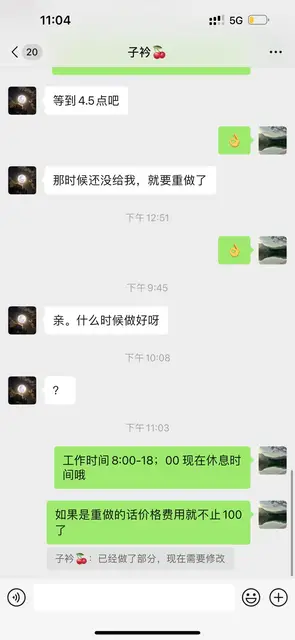 11:04
5G
20
子衿🍒
等到4.5点吧
👌
那时候还没给我，就要重做了
下午12:51
👌
下午9:45
亲。什么时候做好呀
下午10:08
？
下午11:03
工作时间8:00-18；00 现在休息时
间哦
如果是重做的话价格费用就不止100
了
子衿🍒：已经做了部分，现在需要修改